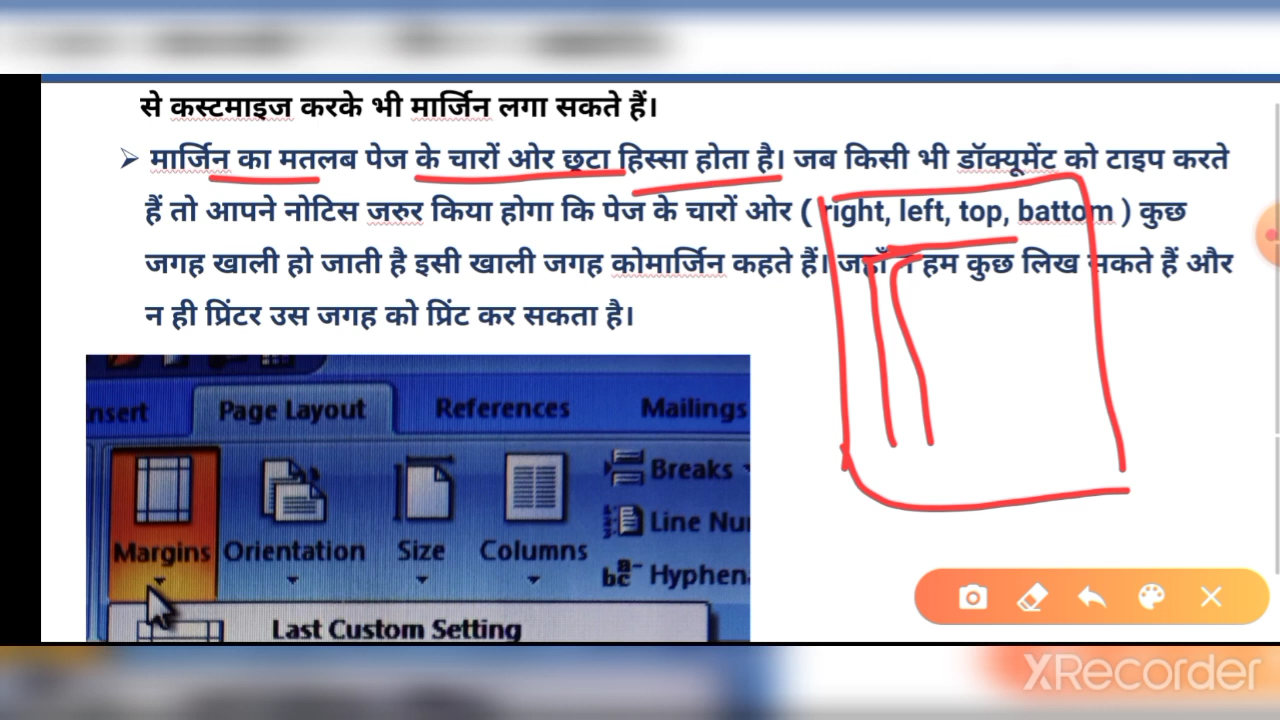 से कस्टमाइज करके भी मार्जिन लगा सकते हैं।
➢ मार्जिन का मतलब पेज के चारों ओर छूटा हिस्सा होता है। जब किसी भी डॉक्यूमेंट को टाइप करते
हैं तो आपने नोटिस जरुर किया होगा कि पेज के चारों ओर ( right, left, top, battom ) कुछ
जगह खाली हो जाती है इसी खाली जगह कोमार्जिन कहते हैं। जहाँ न हम कुछ लिख सकते हैं और
न ही प्रिंटर उस जगह को प्रिंट कर सकता है।
nsert Page Layout References Mailings
Breaks
Line Nu
Margins Orientation Size Columns
Hyphen
Last Custom Setting
XRecorder